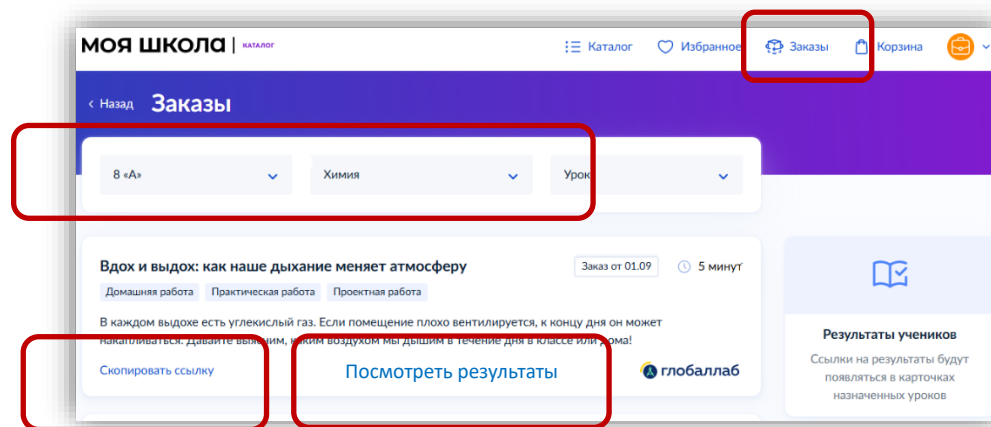 МОЯ ШКОЛА | КАТАЛОГ
Каталог Избранное Заказы Корзина
Назад Заказы
8 «А» Химия Урок
Вдох и выдох: как наше дыхание меняет атмосферу Заказ от 01.09 5 минут
Домашняя работа Практическая работа Проектная работа
В каждом выдохе есть углекислый газ. Если помещение плохо вентилируется, к концу дня он может
накапливаться. Давайте выясним, каким воздухом мы дышим в течение дня в классе или дома!
Скопировать ссылку Посмотреть результаты глобаллаб
Результаты учеников
Ссылки на результаты будут
появляться в карточках
назначенных уроков